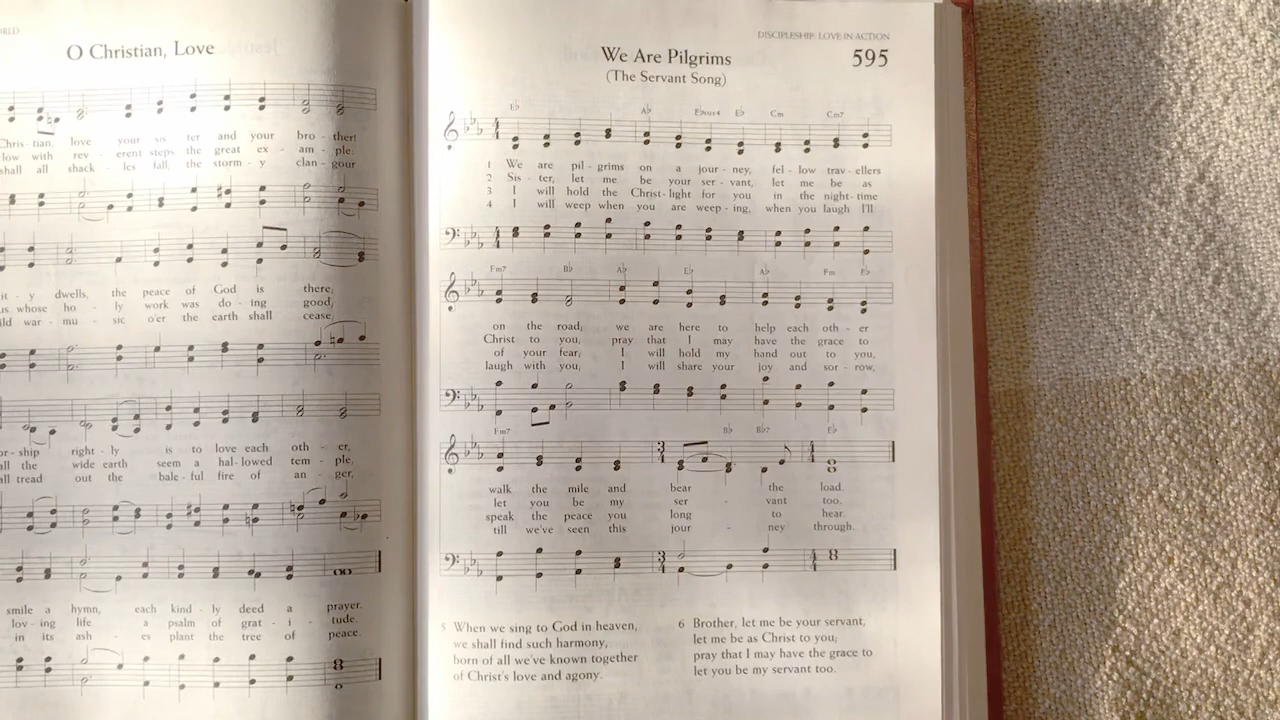 ORLD
O Christian, Love
Chris - tian, love your sis - ter and your bro - ther!
low with rev - erent steps the great ex - am - ple
shall all shack - les fall, the storm - y clan - gour
it - y dwells, the peace of God is there,
us whose ho - ly work was do - ing good;
ild war - mu - sic o'er the earth shall cease,
or - ship right - ly is to love each oth - er,
all the wide earth seem a hal - lowed tem - ple,
all tread out the bale - ful fire of an - ger,
smile a hymn, each kind - ly deed a prayer.
lov - ing life a psalm of grat - i - tude.
in its ash - es plant the tree of peace.
DISCIPLESHIP: LOVE IN ACTION
We Are Pilgrims 595
(The Servant Song)
E♭ A♭ E♭sus4 E♭ Cm Cm7
1 We are pil - grims on a jour - ney, fel - low trav - ellers
2 Sis - ter, let me be your ser - vant, let me be as
3 I will hold the Christ - light for you in the night - time
4 I will weep when you are weep - ing, when you laugh I'll
Fm7 B♭ A♭ E♭ A♭ Fm E♭
on the road; we are here to help each oth - er
Christ to you, pray that I may have the grace to
of your fear, I will hold my hand out to you,
laugh with you, I will share your joy and sor - row,
Fm7 B♭ B♭7 E♭
walk the mile and bear the load.
let you be my ser - vant too.
speak the peace you long to hear.
till we've seen this jour - ney through.
5 When we sing to God in heaven,
we shall find such harmony,
born of all we've known together
of Christ's love and agony.
6 Brother, let me be your servant,
let me be as Christ to you;
pray that I may have the grace to
let you be my servant too.